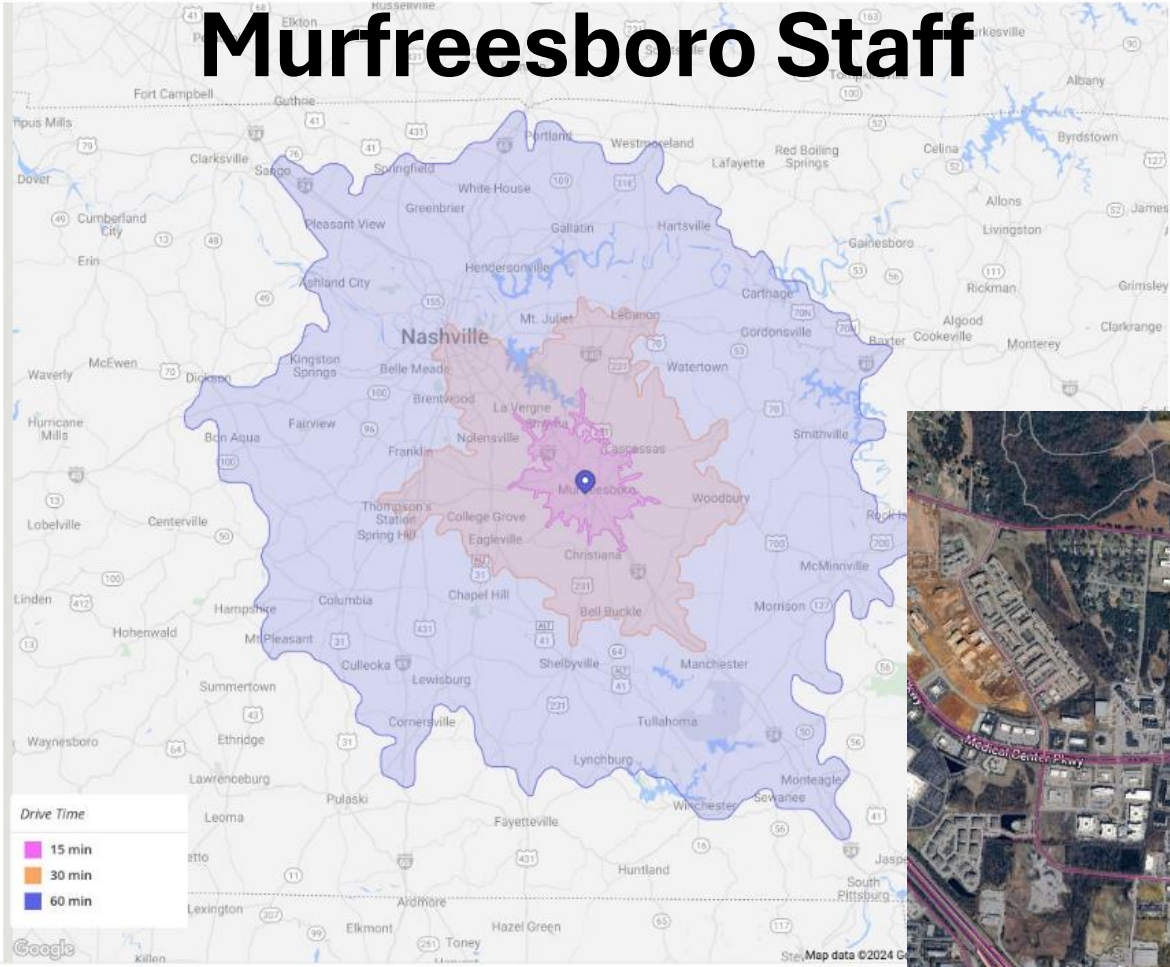 Murfreesboro Staff
Russellville
Elkton
Fort Campbell
Guthrie
Albany
Portland
Westmoreland
Clarksville
Sango
Springfield
Lafayette
Red Boiling
Springs
Celina
Byrdstown
Dover
White House
Greenbrier
Allons
Cumberland
City
Pleasant View
Gallatin
Hartsville
Livingston
Erin
Gainesboro
Ashland City
Hendersonville
Carthage
Rickman
Grimsley
Nashville
Mt. Juliet
Lebanon
Gordonsville
Algood
Baxter
Cookeville
Clarkrange
Monterey
McEwen
Kingston
Springs
Waverly
Dickson
Belle Meade
Watertown
Brentwood
La Vergne
Hurricane
Mills
Fairview
Smyrna
Bon Aqua
Nolensville
Smithville
Franklin
Lascassas
Murfreesboro
Woodbury
Thompson's
Station
College Grove
Lobelville
Centerville
Spring Hill
Eagleville
Christiana
McMinnville
Linden
Hampshire
Columbia
Chapel Hill
Bell Buckle
Morrison
Hohenwald
Mt Pleasant
Culleoka
Shelbyville
Manchester
Lewisburg
Summertown
Cornersville
Tullahoma
Waynesboro
Ethridge
Medical Center Pkwy
Lynchburg
Lawrenceburg
Monteagle
Pulaski
Winchester
Sewanee
Drive Time
Leoma
Fayetteville
15 min
30 min
60 min
Huntland
South
Pittsburg
Lexington
Ardmore
Elkmont
Hazel Green
Toney
Killen
Google
Map data ©2024